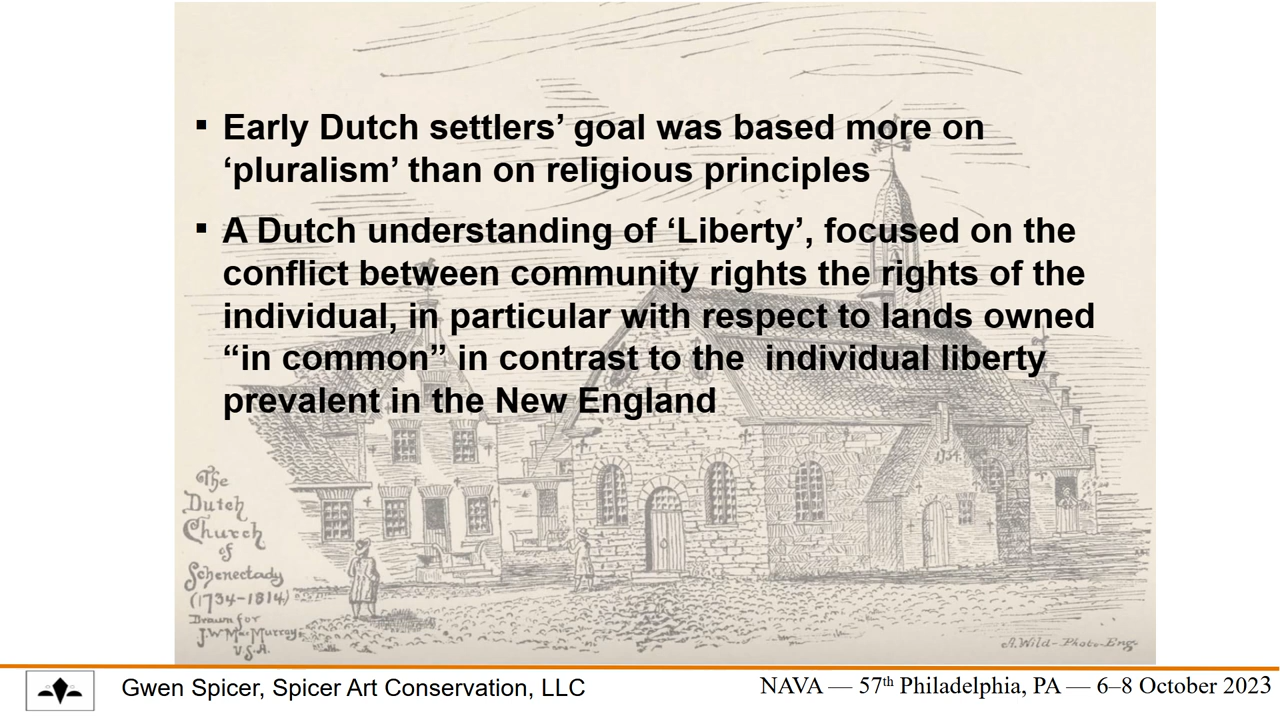 ▪ Early Dutch settlers’ goal was based more on
‘pluralism’ than on religious principles
▪ A Dutch understanding of ‘Liberty’, focused on the
conflict between community rights the rights of the
individual, in particular with respect to lands owned
“in common” in contrast to the  individual liberty
prevalent in the New England
1734
The
Dutch
Church
of
Schenectady
(1734-1814)
Drawn for
J.W. MacMurray
U.S.A.
A. Wild-Photo-Eng.
Gwen Spicer, Spicer Art Conservation, LLC
NAVA — 57th Philadelphia, PA — 6–8 October 2023